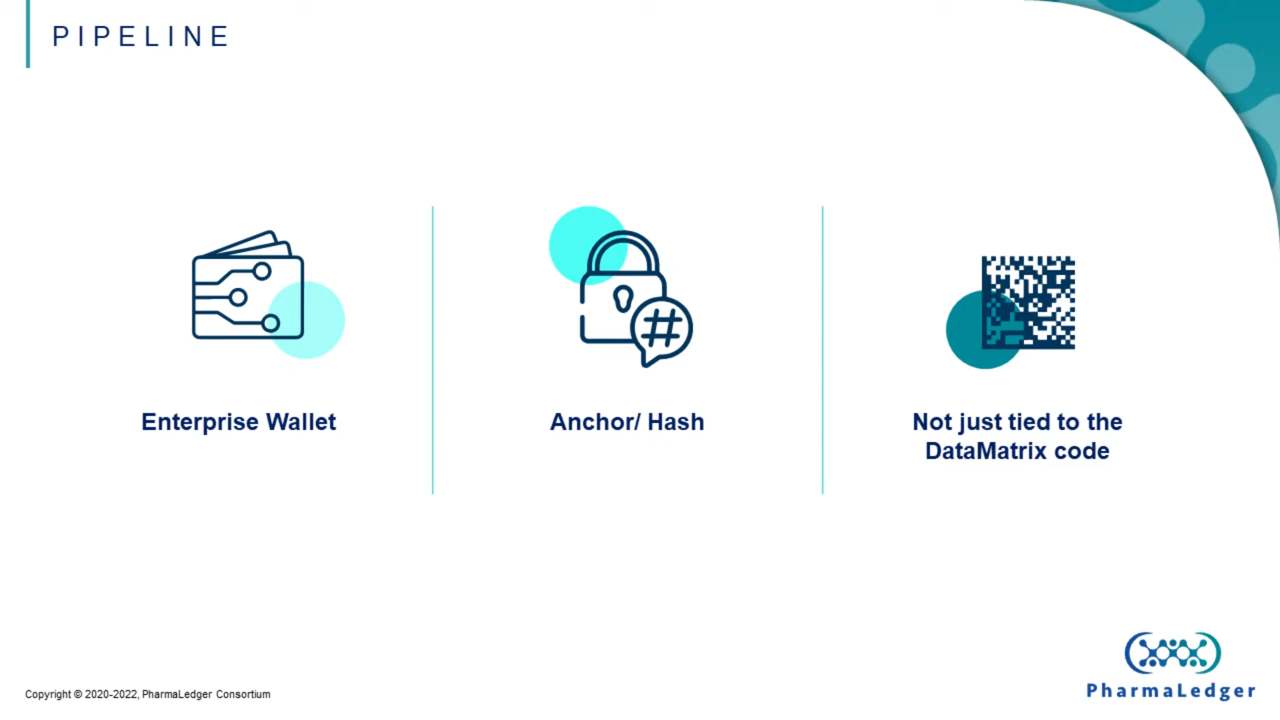 PIPELINE
Enterprise Wallet
Anchor/ Hash
Not just tied to the
DataMatrix code
Copyright © 2020-2022, PharmaLedger Consortium
PharmaLedger